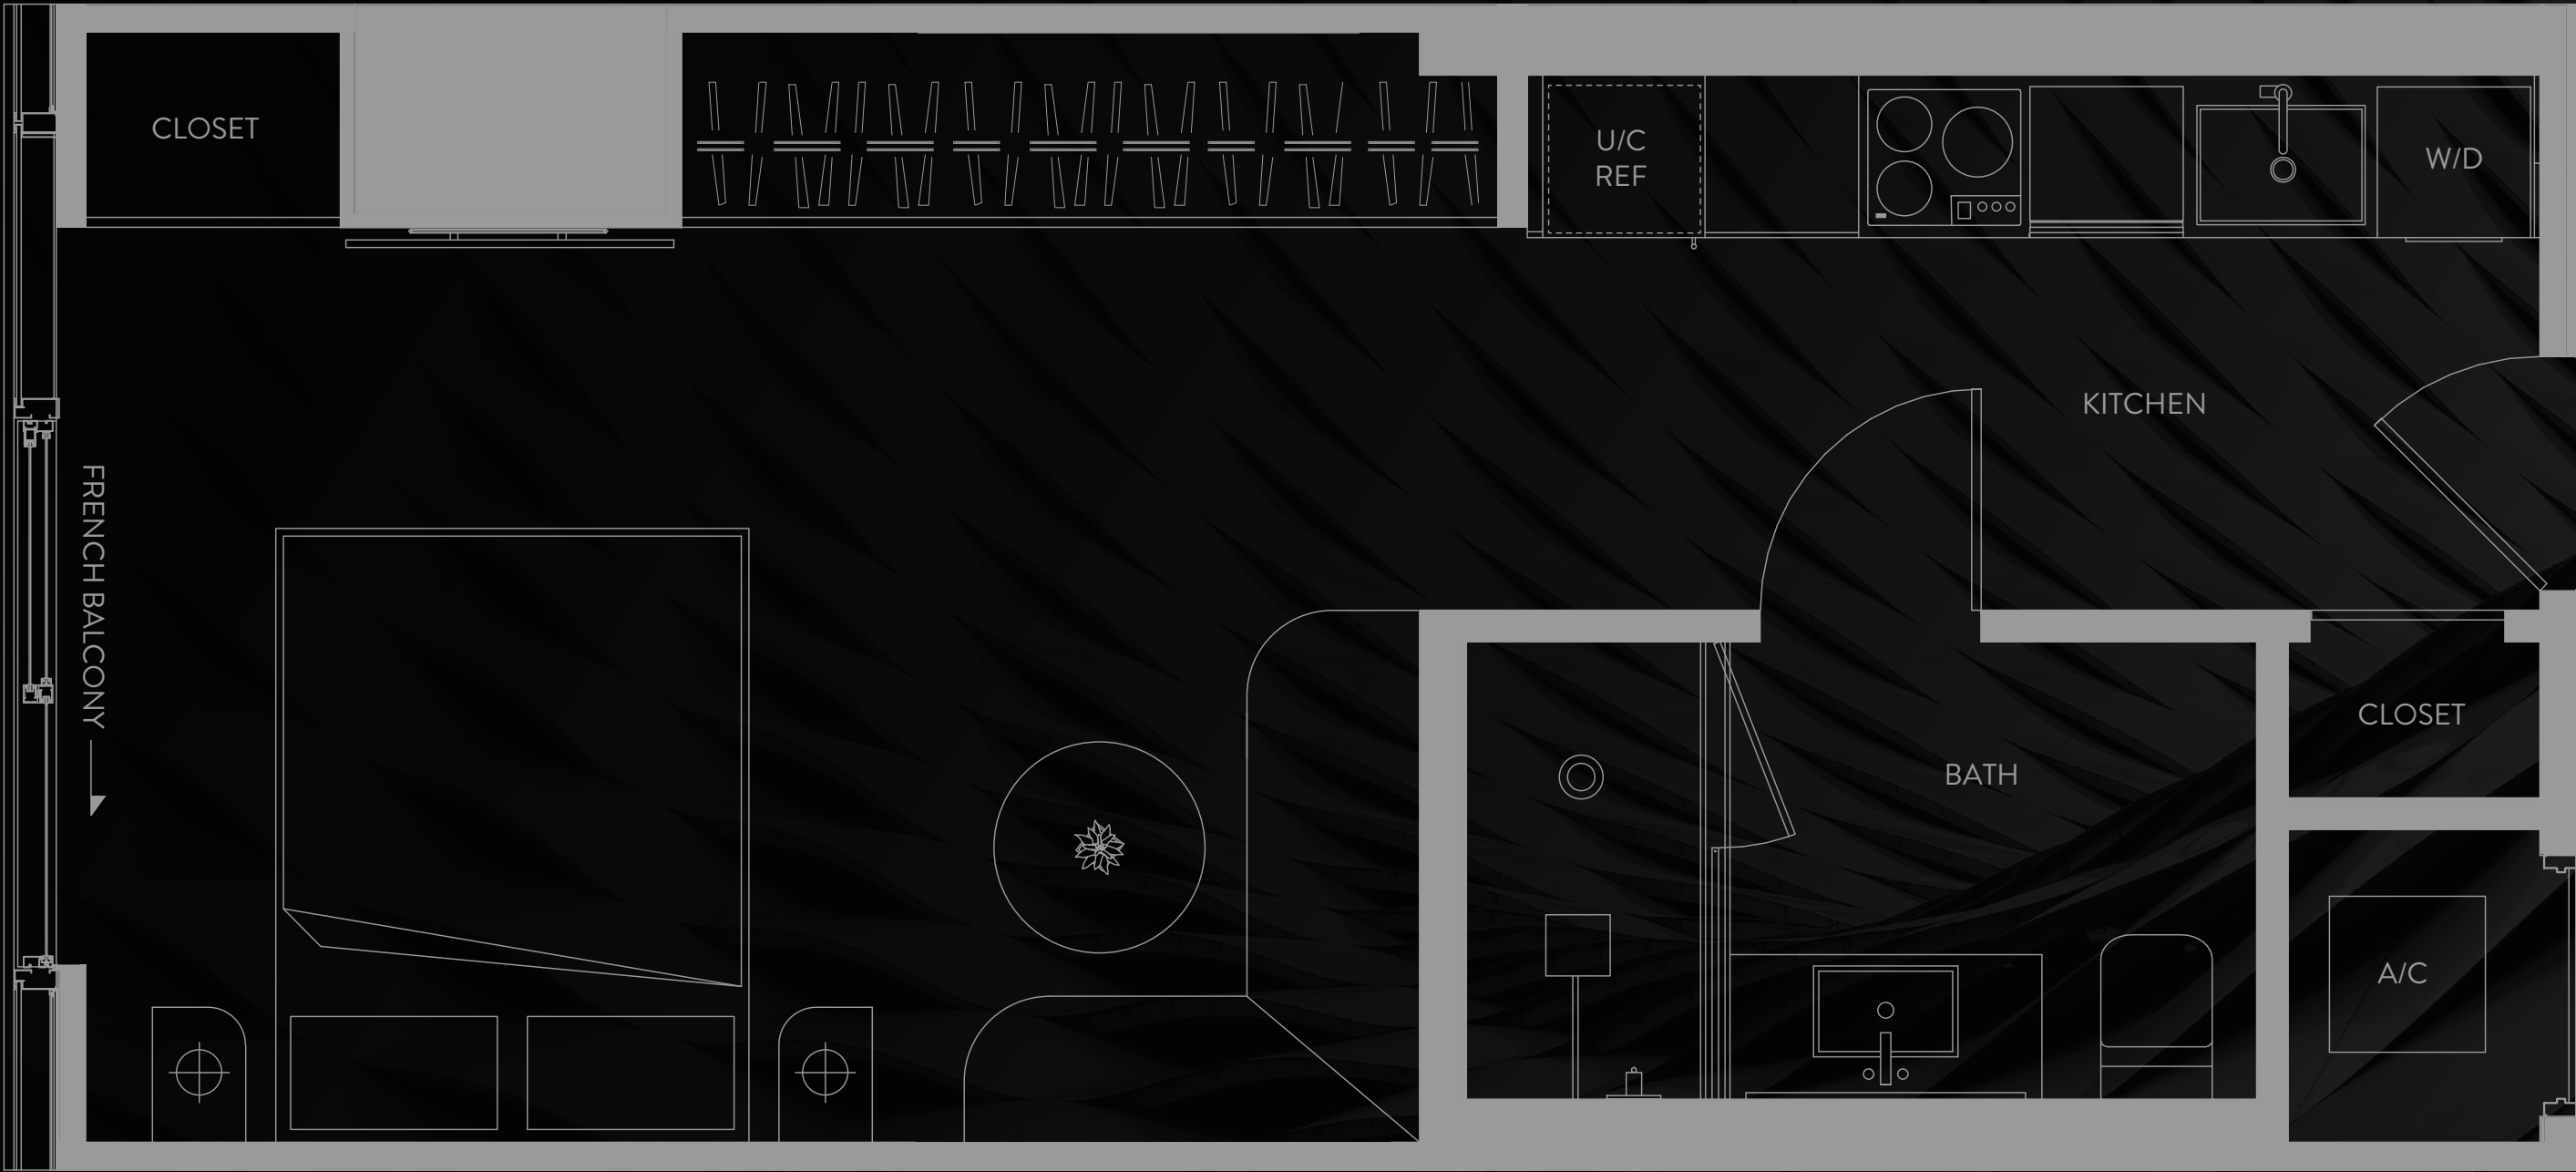 CLOSET
U/C
REF
W/D
KITCHEN
FRENCH BALCONY
CLOSET
BATH
A/C